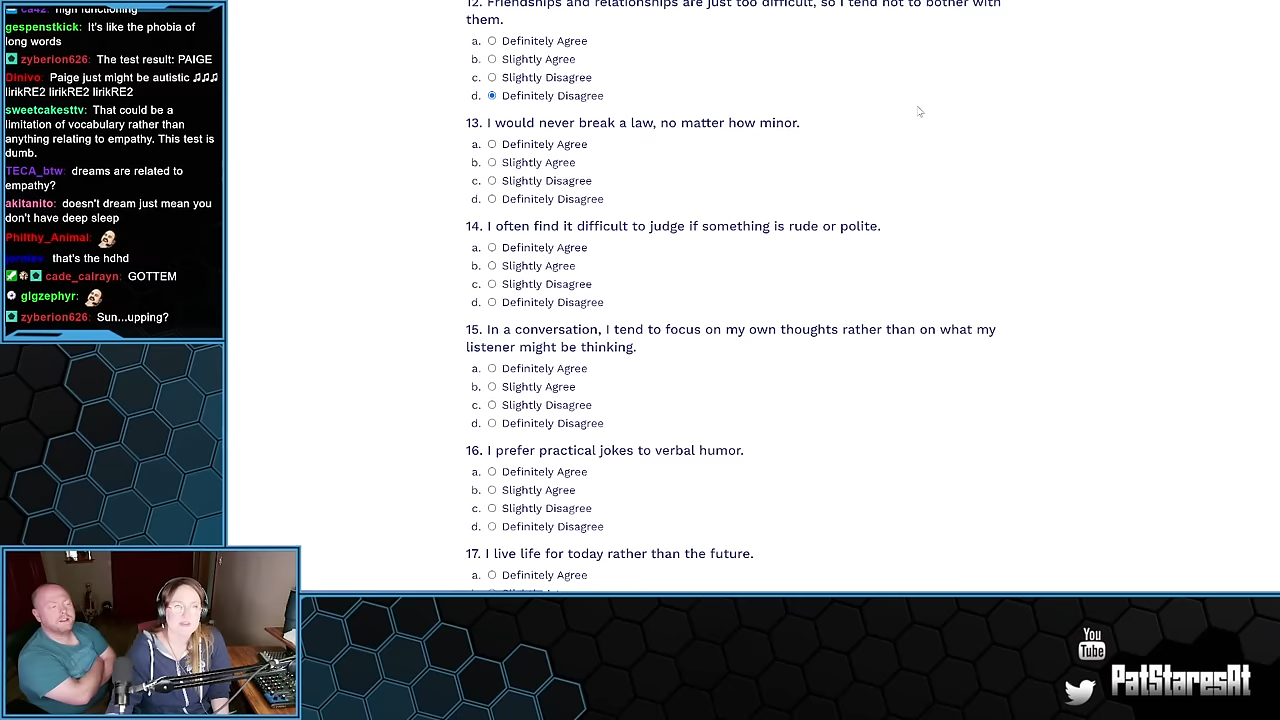 ca42: high functioning
gespenstkick: It's like the phobia of
long words
zyberion626: The test result: PAIGE
Dinivo: Paige just might be autistic ♫♫♫
lirikRE2 lirikRE2 lirikRE2
sweetcakesttv: That could be a
limitation of vocabulary rather than
anything relating to empathy. This test is
dumb.
TECA_btw: dreams are related to
empathy?
akitanito: doesn't dream just mean you
don't have deep sleep
Philthy_Animal:
that's the hdhd
cade_calrayn: GOTTEM
glgzephyr:
zyberion626: Sun...upping?
12. Friendships and relationships are just too difficult, so I tend not to bother with
them.
a. Definitely Agree
b. Slightly Agree
c. Slightly Disagree
d. Definitely Disagree
13. I would never break a law, no matter how minor.
a. Definitely Agree
b. Slightly Agree
c. Slightly Disagree
d. Definitely Disagree
14. I often find it difficult to judge if something is rude or polite.
a. Definitely Agree
b. Slightly Agree
c. Slightly Disagree
d. Definitely Disagree
15. In a conversation, I tend to focus on my own thoughts rather than on what my
listener might be thinking.
a. Definitely Agree
b. Slightly Agree
c. Slightly Disagree
d. Definitely Disagree
16. I prefer practical jokes to verbal humor.
a. Definitely Agree
b. Slightly Agree
c. Slightly Disagree
d. Definitely Disagree
17. I live life for today rather than the future.
a. Definitely Agree
You
Tube
PatStaresAt